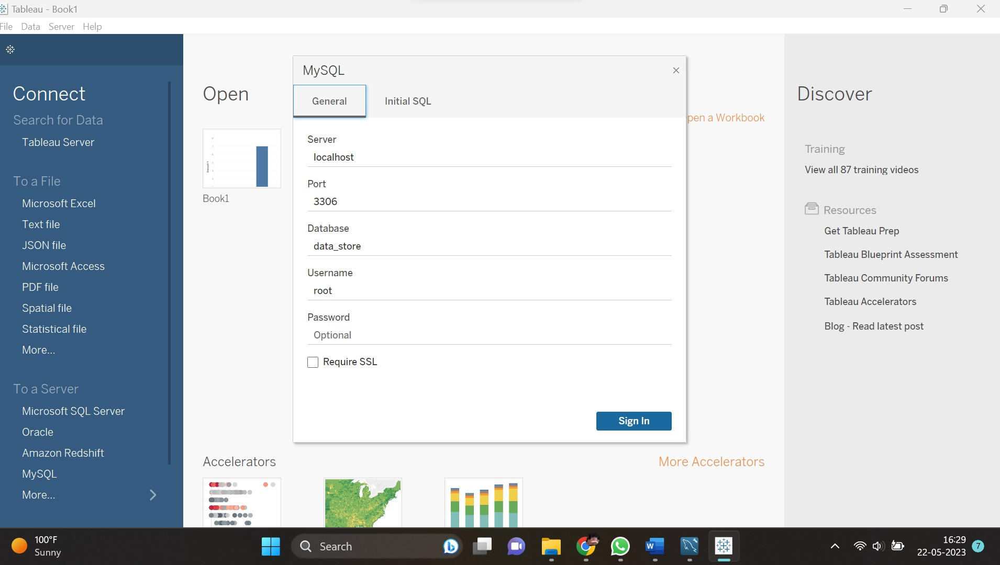 Tableau - Book1
File Data Server Help
Connect
Search for Data
Tableau Server
To a File
Microsoft Excel
Text file
JSON file
Microsoft Access
PDF file
Spatial file
Statistical file
More...
To a Server
Microsoft SQL Server
Oracle
Amazon Redshift
MySQL
More...
Open
pen a Workbook
Book1
MySQL
General Initial SQL
Server
localhost
Port
3306
Database
data_store
Username
root
Password
Optional
Require SSL
Sign In
Accelerators
More Accelerators
Discover
Training
View all 87 training videos
Resources
Get Tableau Prep
Tableau Blueprint Assessment
Tableau Community Forums
Tableau Accelerators
Blog - Read latest post
100°F
Sunny
Search
16:29
22-05-2023
7